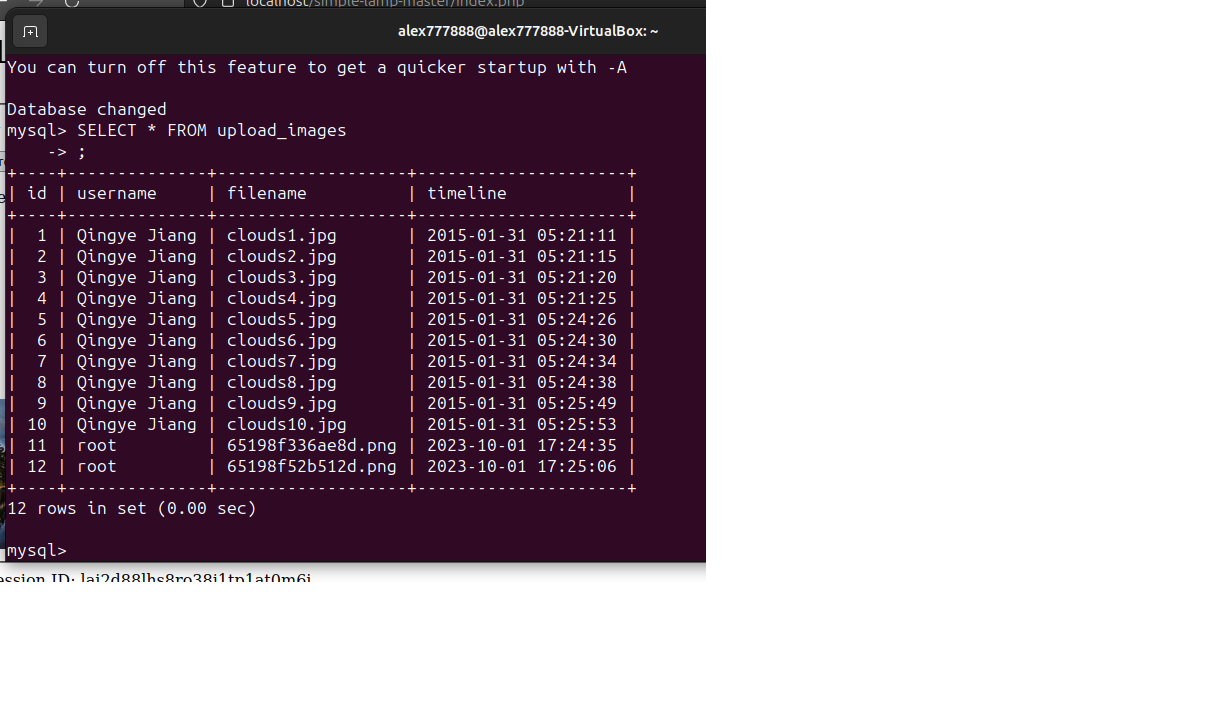 localhost/simple-lamp-master/index.php
alex777888@alex777888-VirtualBox: ~
You can turn off this feature to get a quicker startup with -A
Database changed
mysql> SELECT * FROM upload_images
    -> ;
+----+--------------+-------------------+---------------------+
| id | username     | filename          | timeline            |
+----+--------------+-------------------+---------------------+
|  1 | Qingye Jiang | clouds1.jpg       | 2015-01-31 05:21:11 |
|  2 | Qingye Jiang | clouds2.jpg       | 2015-01-31 05:21:15 |
|  3 | Qingye Jiang | clouds3.jpg       | 2015-01-31 05:21:20 |
|  4 | Qingye Jiang | clouds4.jpg       | 2015-01-31 05:21:25 |
|  5 | Qingye Jiang | clouds5.jpg       | 2015-01-31 05:24:26 |
|  6 | Qingye Jiang | clouds6.jpg       | 2015-01-31 05:24:30 |
|  7 | Qingye Jiang | clouds7.jpg       | 2015-01-31 05:24:34 |
|  8 | Qingye Jiang | clouds8.jpg       | 2015-01-31 05:24:38 |
|  9 | Qingye Jiang | clouds9.jpg       | 2015-01-31 05:25:49 |
| 10 | Qingye Jiang | clouds10.jpg      | 2015-01-31 05:25:53 |
| 11 | root         | 65198f336ae8d.png | 2023-10-01 17:24:35 |
| 12 | root         | 65198f52b512d.png | 2023-10-01 17:25:06 |
+----+--------------+-------------------+---------------------+
12 rows in set (0.00 sec)
mysql>
ession ID: